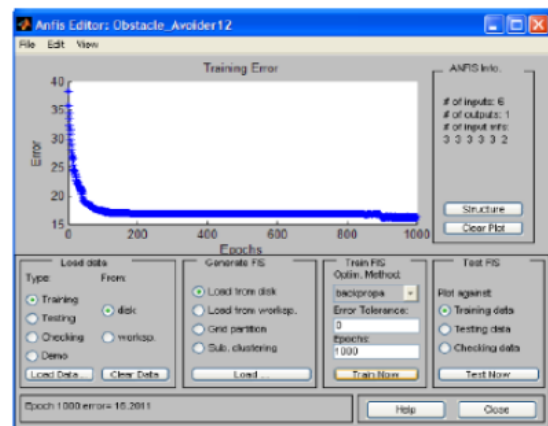 Anfis Editor: Obstacle_Avoider12
File Edit View
Training Error
40
35
30
25
20
15
Error
0 200 400 600 800 1000
Epochs
ANFIS Info.
# of inputs: 6
# of outputs: 1
# of input mfs:
3 3 3 3 3 2
Structure
Clear Plot
Load data
Type: From:
Training
Testing
Checking
Demo
disk
worksp.
Load Data... Clear Data
Generate FIS
Load from disk
Load from worksp.
Grid partition
Sub. clustering
Load ...
Train FIS
Optim. Method:
backpropa
Error Tolerance:
0
Epochs:
1000
Train Now
Test FIS
Plot against:
Training data
Testing data
Checking data
Test Now
Epoch 1000:error= 16.2011
Help Close